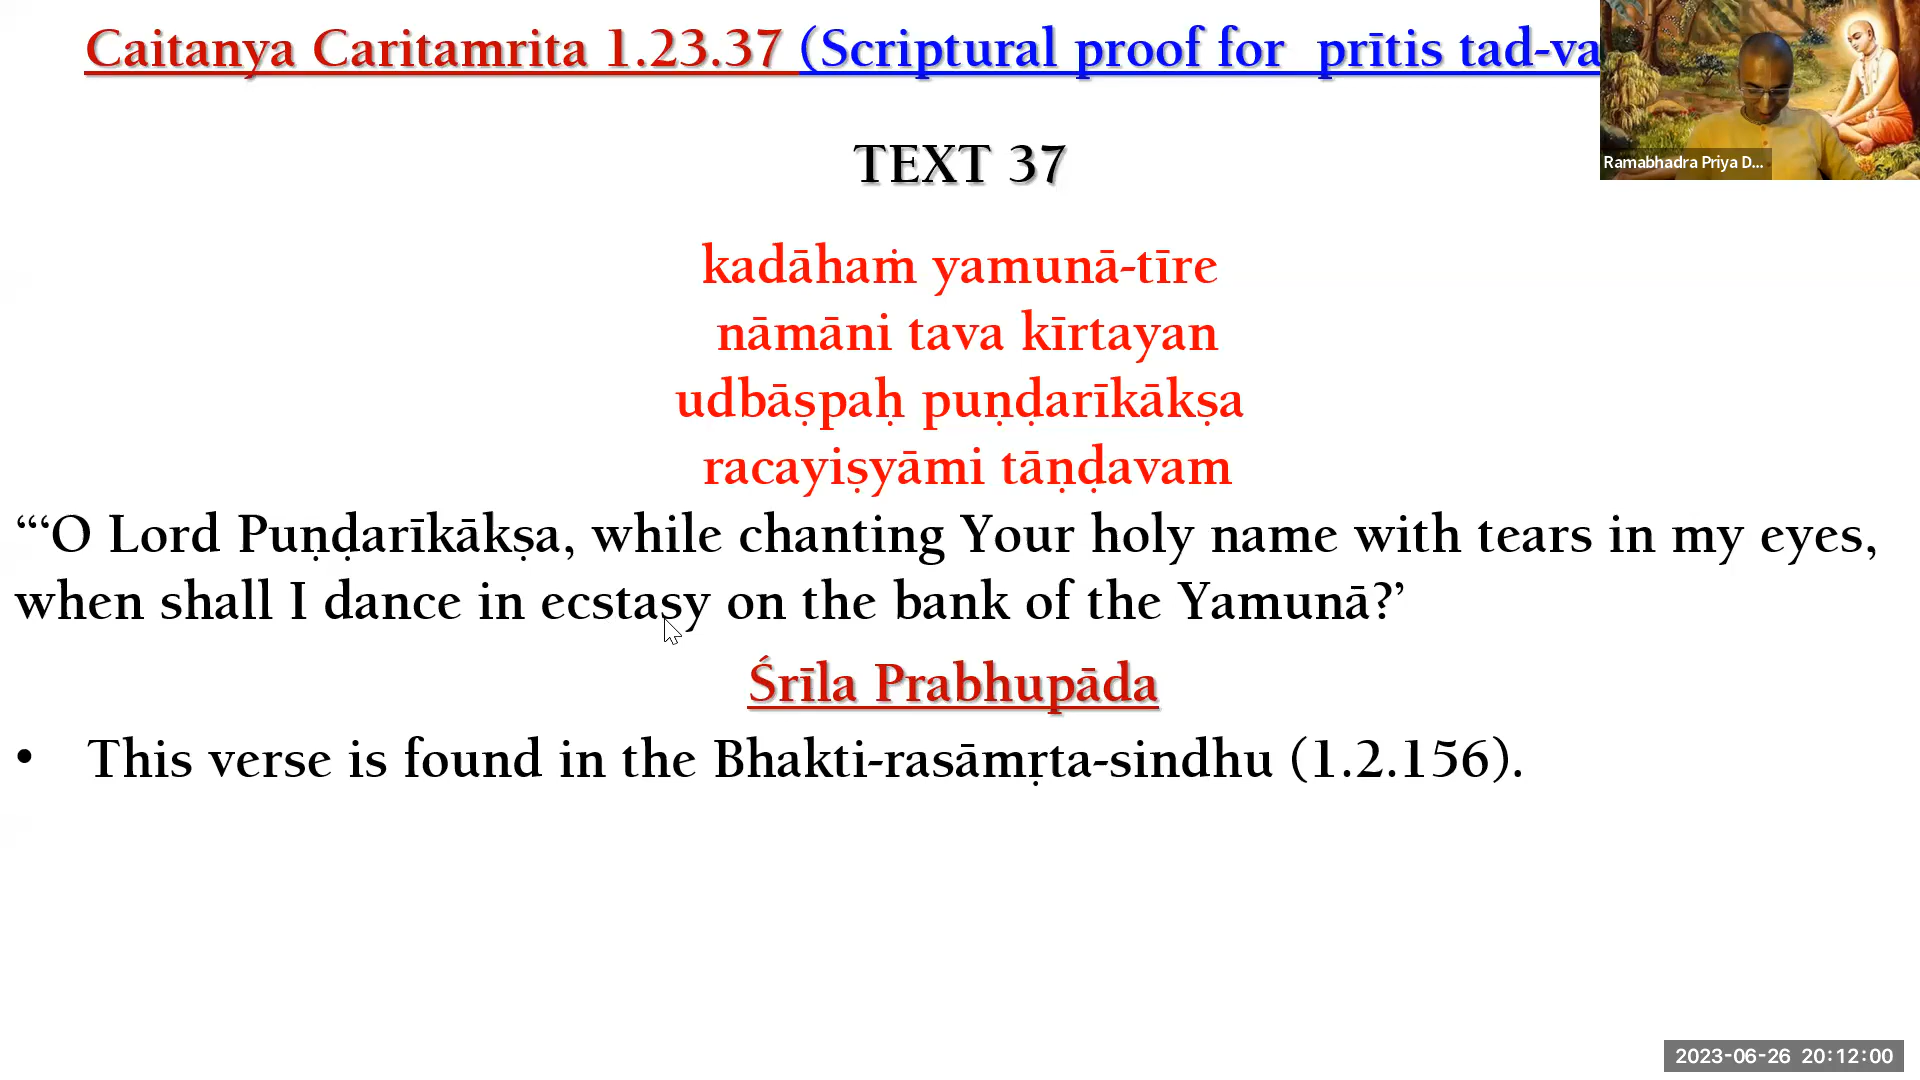 Caitanya Caritamrita 1.23.37 (Scriptural proof for prītis tad-va
Ramabhadra Priya D...
TEXT 37
kadāhaṁ yamunā-tīre
nāmāni tava kīrtayan
udbāṣpaḥ puṇḍarīkākṣa
racayiṣyāmi tāṇḍavam
“‘O Lord Puṇḍarīkākṣa, while chanting Your holy name with tears in my eyes,
when shall I dance in ecstasy on the bank of the Yamunā?’
Śrīla Prabhupāda
• This verse is found in the Bhakti-rasāmṛta-sindhu (1.2.156).
2023-06-26 20:12:00